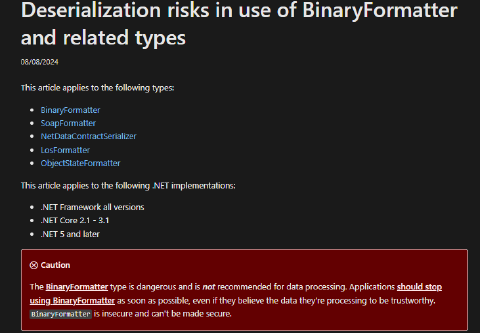 Deserialization risks in use of BinaryFormatter
and related types
08/08/2024
This article applies to the following types:
BinaryFormatter
SoapFormatter
NetDataContractSerializer
LosFormatter
ObjectStateFormatter
This article applies to the following .NET implementations:
.NET Framework all versions
.NET Core 2.1 - 3.1
.NET 5 and later
Caution
The BinaryFormatter type is dangerous and is not recommended for data processing. Applications should stop
using BinaryFormatter as soon as possible, even if they believe the data they're processing to be trustworthy.
BinaryFormatter is insecure and can't be made secure.